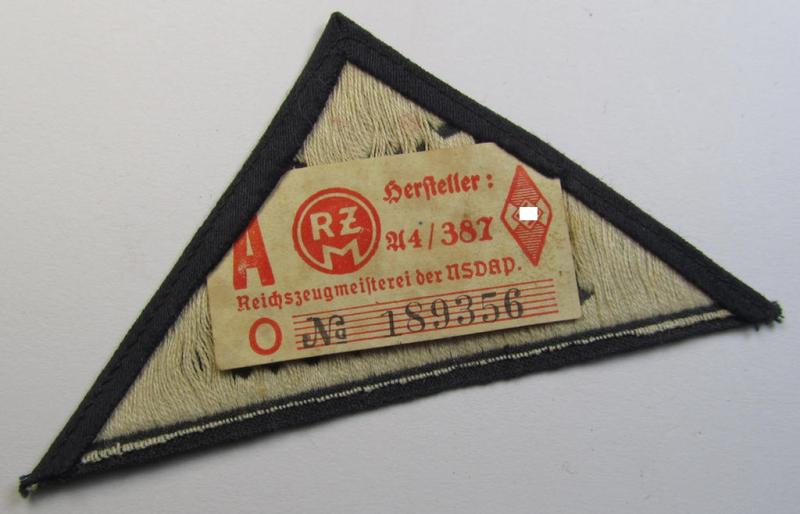 Hersteller:
A
RZM
A4/387
Reichszeugmeisterei der NSDAP.
O
No 189356